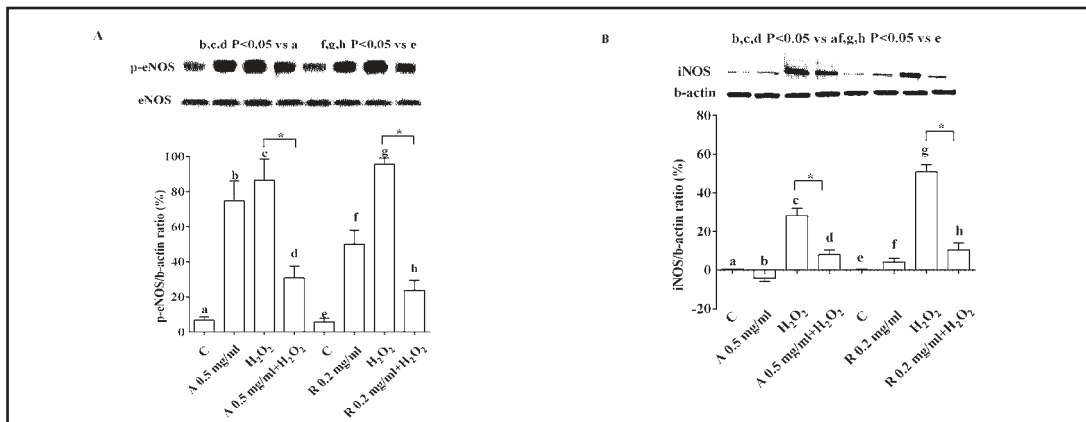 A
b,c,d P<0,05 vs a f,g,h P<0,05 vs e
p-eNOS
eNOS
p-eNOS/b-actin ratio (%)
100
80
60
40
20
0
a
b
c
*
d
e
f
g
*
h
C
A 0.5 mg/ml
H₂O₂
A 0.5 mg/ml+H₂O₂
C
R 0.2 mg/ml
H₂O₂
R 0.2 mg/ml+H₂O₂
B
b,c,d P<0,05 vs af,g,h P<0,05 vs e
iNOS
b-actin
iNOS/b-actin ratio (%)
80
60
40
20
0
-20
a
b
c
*
d
e
f
g
*
h
C
A 0.5 mg/ml
H₂O₂
A 0.5 mg/ml+H₂O₂
C
R 0.2 mg/ml
H₂O₂
R 0.2 mg/ml+H₂O₂